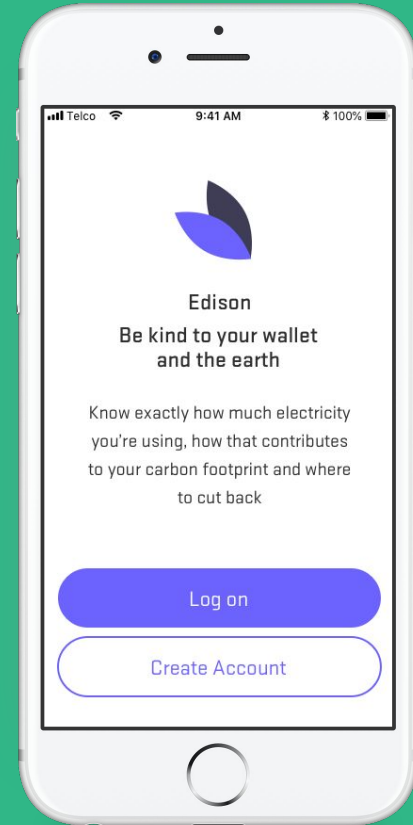 Telco 9:41 AM 100%
Edison
Be kind to your wallet
and the earth
Know exactly how much electricity
you're using, how that contributes
to your carbon footprint and where
to cut back
Log on
Create Account